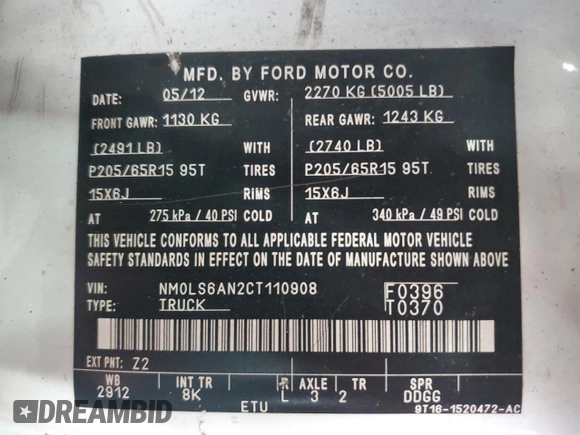 MFD. BY FORD MOTOR CO.
DATE: 05/12 GVWR: 2270 KG (5005 LB)
FRONT GAWR: 1130 KG REAR GAWR: 1243 KG
(2491 LB) WITH (2740 LB) WITH
P205/65R15 95T TIRES P205/65R15 95T TIRES
15X6J RIMS 15X6J RIMS
AT 275 kPa / 40 PSI COLD AT 340 kPa / 49 PSI COLD
THIS VEHICLE CONFORMS TO ALL APPLICABLE FEDERAL MOTOR VEHICLE
SAFETY STANDARDS IN EFFECT ON THE DATE OF MANUFACTURE SHOWN ABOVE
VIN: NM0LS6AN2CT110908 F0396
TYPE: TRUCK T0370
EXT PNT: Z2
WB INT TR R AXLE TR SPR
2912 8K L 3 2 DDGG
ETU 9T16-1520472-AC
DREAMBID